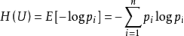 H(U) = E[−log p_i] = −∑_{i=1}^{n} p_i log p_i